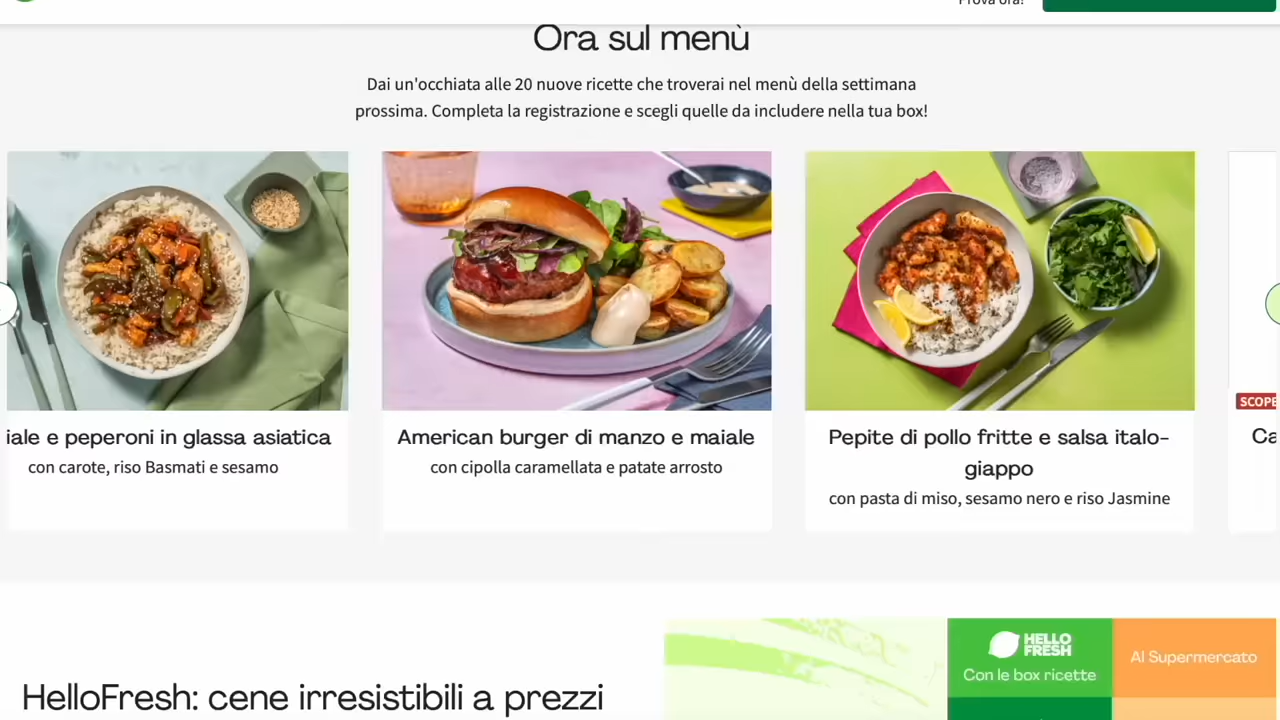 Prova ora!
Ora sul menù
Dai un'occhiata alle 20 nuove ricette che troverai nel menù della settimana
prossima. Completa la registrazione e scegli quelle da includere nella tua box!
SCOPE
iale e peperoni in glassa asiatica
con carote, riso Basmati e sesamo
American burger di manzo e maiale
con cipolla caramellata e patate arrosto
Pepite di pollo fritte e salsa italo-
giappo
con pasta di miso, sesamo nero e riso Jasmine
Ca
HelloFresh: cene irresistibili a prezzi
HELLO
FRESH
Con le box ricette
Al Supermercato